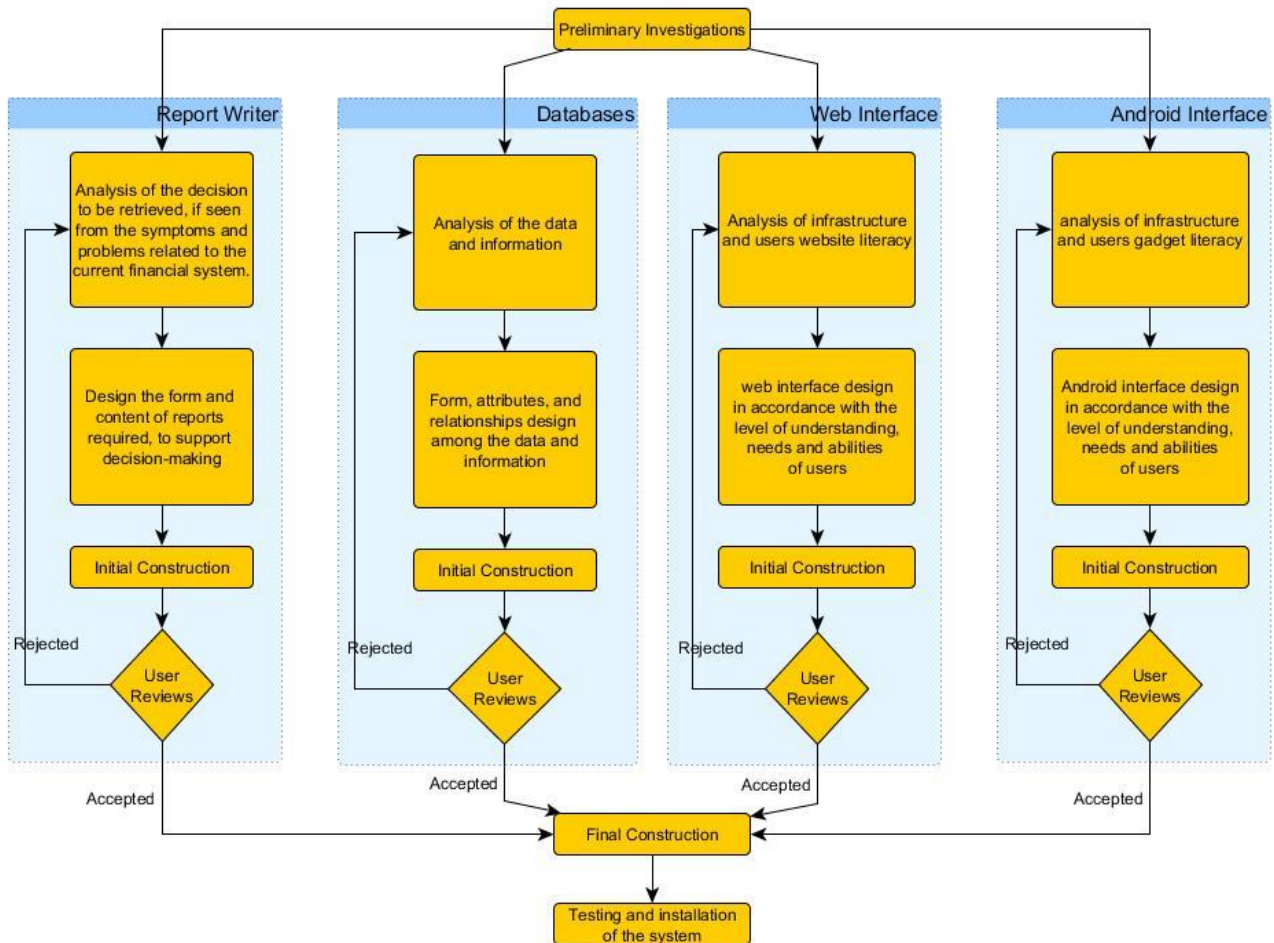 Preliminary Investigations
Report Writer
Analysis of the decision
to be retrieved, if seen
from the symptoms and
problems related to the
current financial system.
Design the form and
content of reports
required, to support
decision-making
Initial Construction
User
Reviews
Rejected
Accepted
Databases
Analysis of the data
and information
Form, attributes, and
relationships design
among the data and
information
Initial Construction
User
Reviews
Rejected
Accepted
Web Interface
Analysis of infrastructure
and users website literacy
web interface design
in accordance with the
level of understanding,
needs and abilities
of users
Initial Construction
User
Reviews
Rejected
Accepted
Android Interface
analysis of infrastructure
and users gadget literacy
Android interface design
in accordance with the
level of understanding,
needs and abilities
of users
Initial Construction
User
Reviews
Rejected
Accepted
Final Construction
Testing and installation
of the system